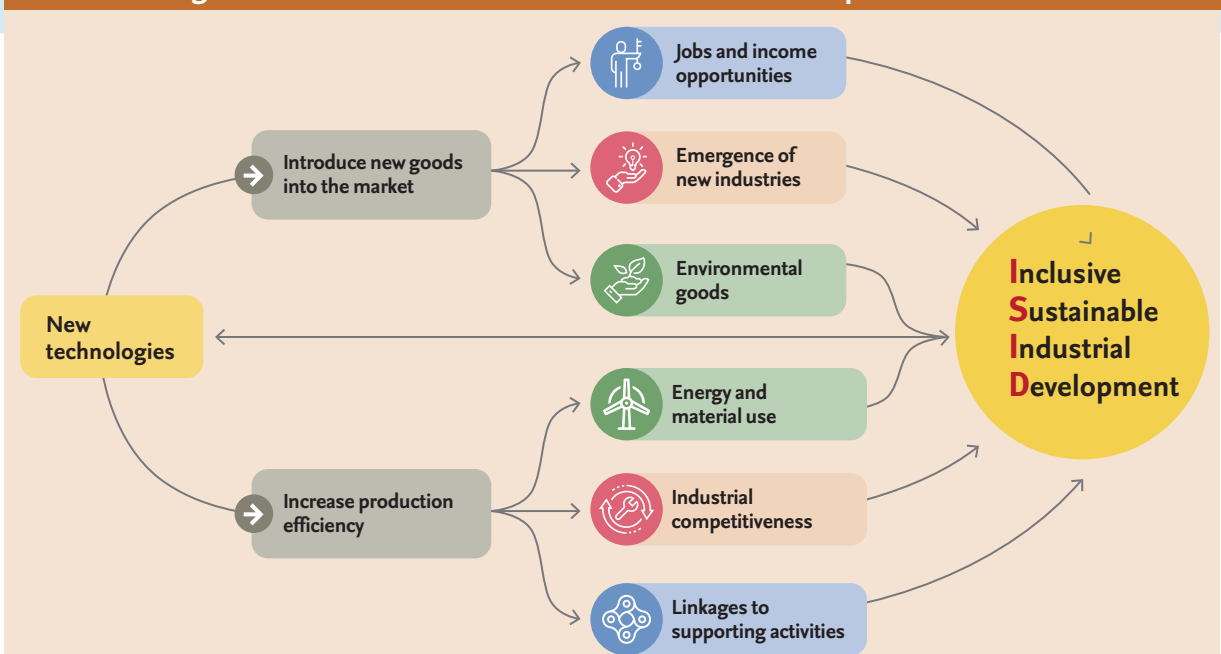 Jobs and income
opportunities
Introduce new goods
into the market
Emergence of
new industries
Environmental
goods
New
technologies
Inclusive
Sustainable
Industrial
Development
Energy and
material use
Increase production
efficiency
Industrial
competitiveness
Linkages to
supporting activities